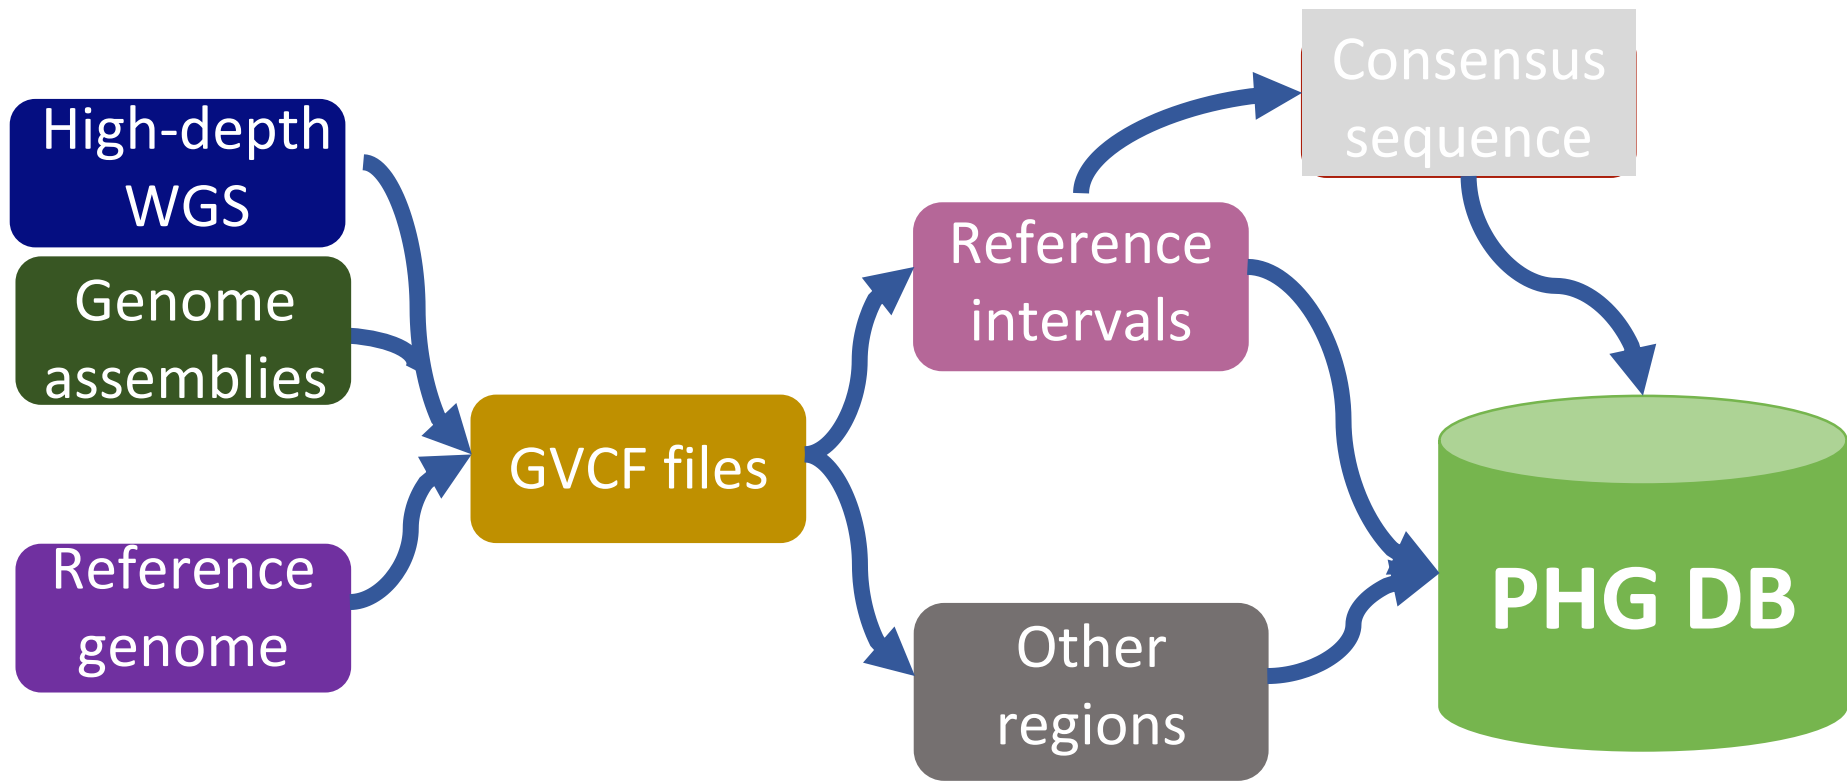 High-depth
WGS
Genome
assemblies
Reference
genome
GVCF files
Reference
intervals
Other
regions
Consensus
sequence
PHG DB